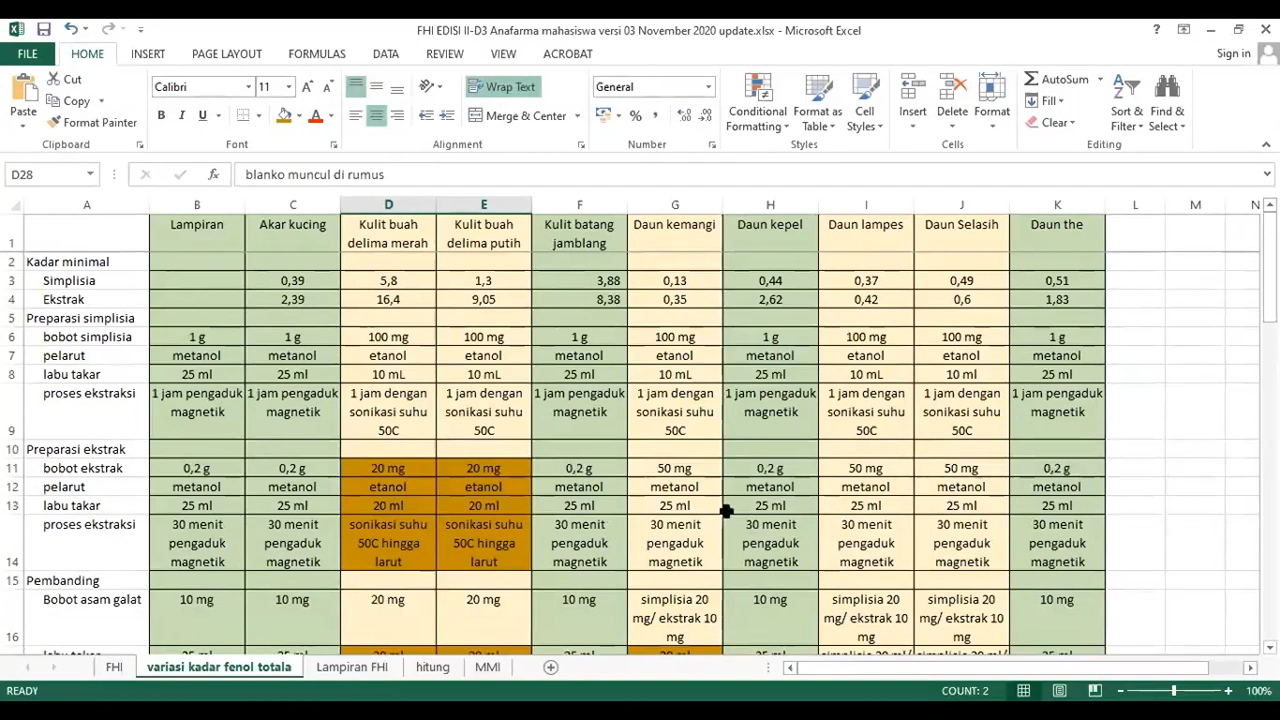 FHI EDISI II-D3 Anafarma mahasiswa versi 03 November 2020 update.xlsx - Microsoft Excel
FILE HOME INSERT PAGE LAYOUT FORMULAS DATA REVIEW VIEW ACROBAT Sign in
Paste Cut Copy Format Painter
Calibri 11
B I U A
Wrap Text
Merge & Center
General
% ,
Conditional Formatting Format as Table Cell Styles
Insert Delete Format
AutoSum Fill Clear Sort & Filter Find & Select
Clipboard Font Alignment Number Styles Cells Editing
D28 fx blanko muncul di rumus
A B C D E F G H I J K L M N
1 Lampiran Akar kucing Kulit buah delima merah Kulit buah delima putih Kulit batang jamblang Daun kemangi Daun kepel Daun lampes Daun Selasih Daun the
2 Kadar minimal
3 Simplisia 0,39 5,8 1,3 3,88 0,13 0,44 0,37 0,49 0,51
4 Ekstrak 2,39 16,4 9,05 8,38 0,35 2,62 0,42 0,6 1,83
5 Preparasi simplisia
6 bobot simplisia 1 g 1 g 100 mg 100 mg 1 g 100 mg 1 g 100 mg 100 mg 1 g
7 pelarut metanol metanol etanol etanol metanol etanol metanol etanol etanol metanol
8 labu takar 25 ml 25 ml 10 mL 10 mL 25 ml 10 mL 25 ml 10 mL 10 ml 25 ml
9 proses ekstraksi 1 jam pengaduk magnetik 1 jam pengaduk magnetik 1 jam dengan sonikasi suhu 50C 1 jam dengan sonikasi suhu 50C 1 jam pengaduk magnetik 1 jam dengan sonikasi suhu 50C 1 jam pengaduk magnetik 1 jam dengan sonikasi suhu 50C 1 jam dengan sonikasi suhu 50C 1 jam pengaduk magnetik
10 Preparasi ekstrak
11 bobot ekstrak 0,2 g 0,2 g 20 mg 20 mg 0,2 g 50 mg 0,2 g 50 mg 50 mg 0,2 g
12 pelarut metanol metanol etanol etanol metanol metanol metanol metanol metanol metanol
13 labu takar 25 ml 25 ml 20 ml 20 ml 25 ml 25 ml 25 ml 25 ml 25 ml 25 ml
14 proses ekstraksi 30 menit pengaduk magnetik 30 menit pengaduk magnetik sonikasi suhu 50C hingga larut sonikasi suhu 50C hingga larut 30 menit pengaduk magnetik 30 menit pengaduk magnetik 30 menit pengaduk magnetik 30 menit pengaduk magnetik 30 menit pengaduk magnetik 30 menit pengaduk magnetik
15 Pembanding
16 Bobot asam galat 10 mg 10 mg 20 mg 20 mg 10 mg simplisia 20 mg/ ekstrak 10 mg 10 mg simplisia 20 mg/ ekstrak 10 mg simplisia 20 mg/ ekstrak 10 mg 10 mg
FHI variasi kadar fenol totala Lampiran FHI hitung MMI
READY COUNT: 2 100%